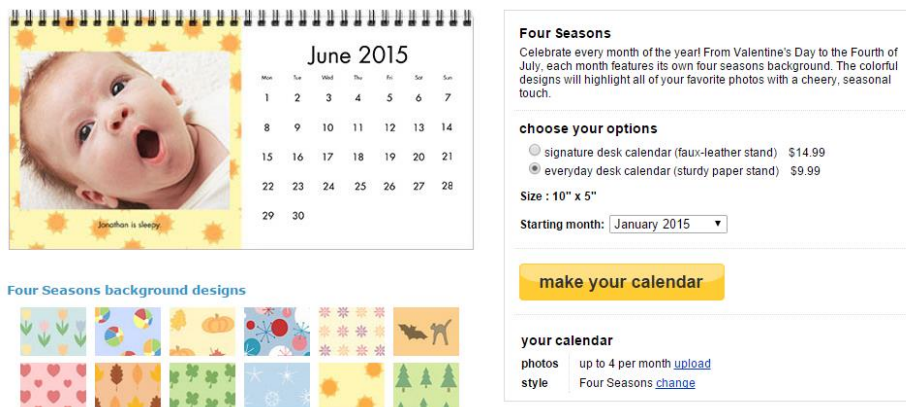 June 2015
Mon Tue Wed Thu Fri Sat Sun
1 2 3 4 5 6 7
8 9 10 11 12 13 14
15 16 17 18 19 20 21
22 23 24 25 26 27 28
29 30
Jonathan is sleepy.
Four Seasons background designs
Four Seasons
Celebrate every month of the year! From Valentine's Day to the Fourth of
July, each month features its own four seasons background. The colorful
designs will highlight all of your favorite photos with a cheery, seasonal
touch.
choose your options
signature desk calendar (faux-leather stand) $14.99
everyday desk calendar (sturdy paper stand) $9.99
Size : 10" x 5"
Starting month: January 2015
make your calendar
your calendar
photos up to 4 per month upload
style Four Seasons change